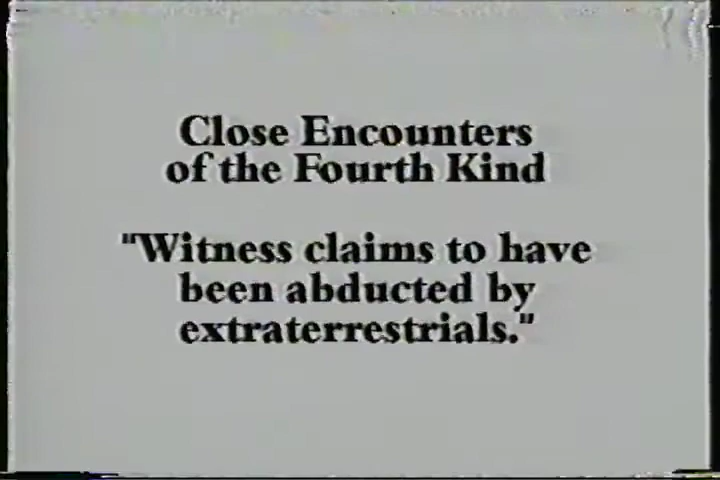 Close Encounters
of the Fourth Kind
"Witness claims to have
been abducted by
extraterrestrials."